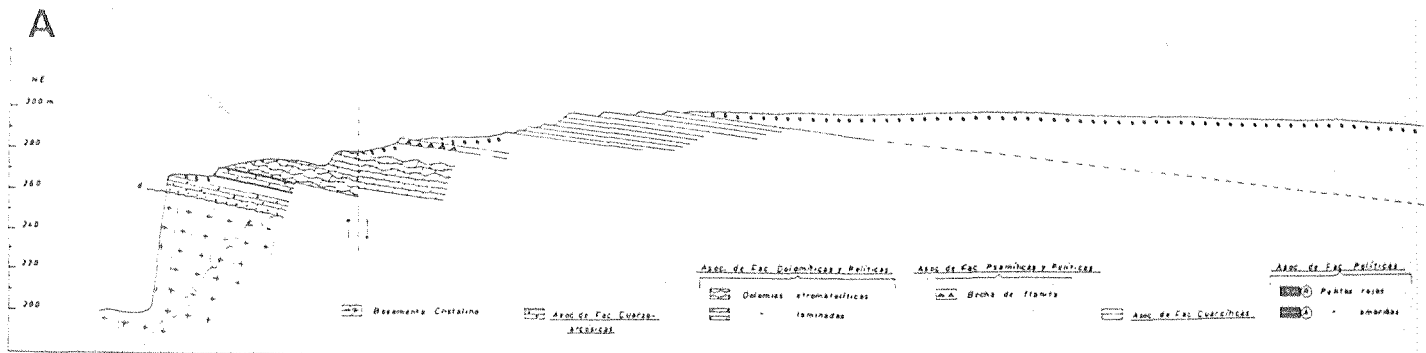 A
NE
300 m
280
260
d
240
220
200
Asoc. de Fac. Dolomíticas y Pelíticas
Asoc. de Fac. Psamíticas y Pelíticas
Asoc. de Fac. Pelíticas
Dolomías estromatolíticas
" laminadas
Brecha de ftanita
R Pelitas rojas
A " amarillas
Basamento Cristalino
Asoc. de Fac. Cuarzo-
arcósicas
Asoc. de Fac. Cuarcíticas